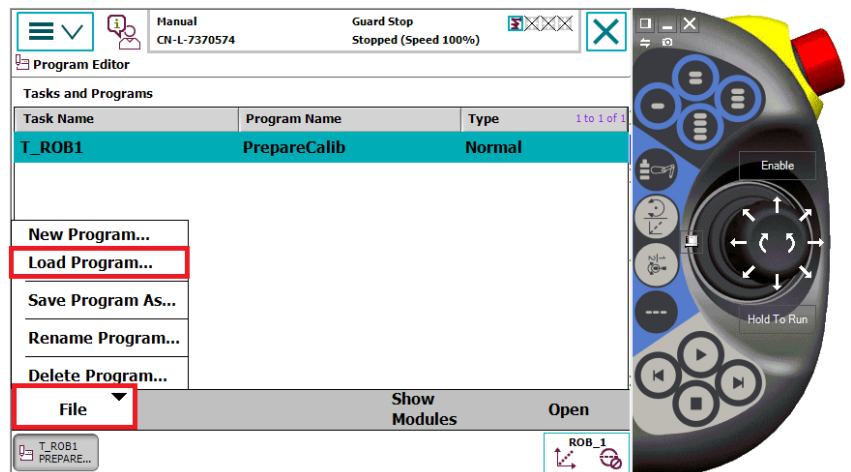 Manual
CN-L-7370574
Guard Stop
Stopped (Speed 100%)
Program Editor
Tasks and Programs
Task Name
Program Name
Type
1 to 1 of 1
T_ROB1
PrepareCalib
Normal
New Program...
Load Program...
Save Program As...
Rename Program...
Delete Program...
File
Show
Modules
Open
T_ROB1
PREPARE...
ROB_1
Enable
Hold To Run